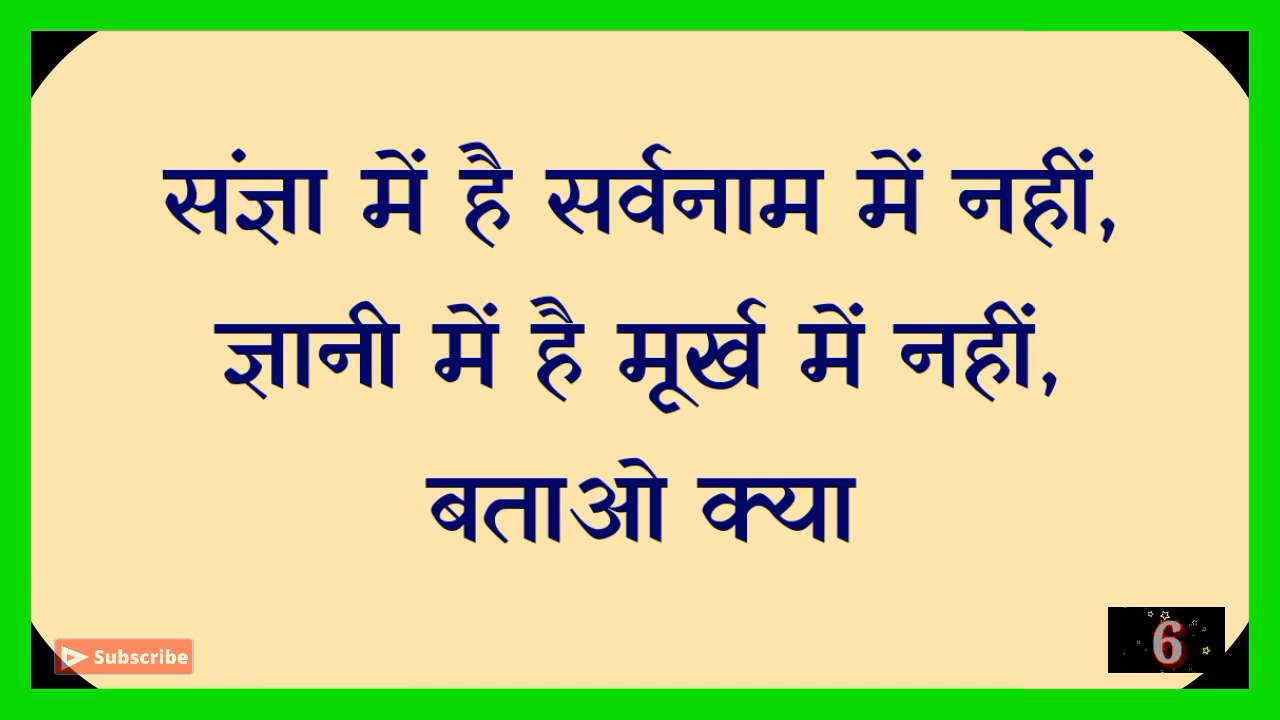 संज्ञा में है सर्वनाम में नहीं,
ज्ञानी में है मूर्ख में नहीं,
बताओ क्या
Subscribe
6